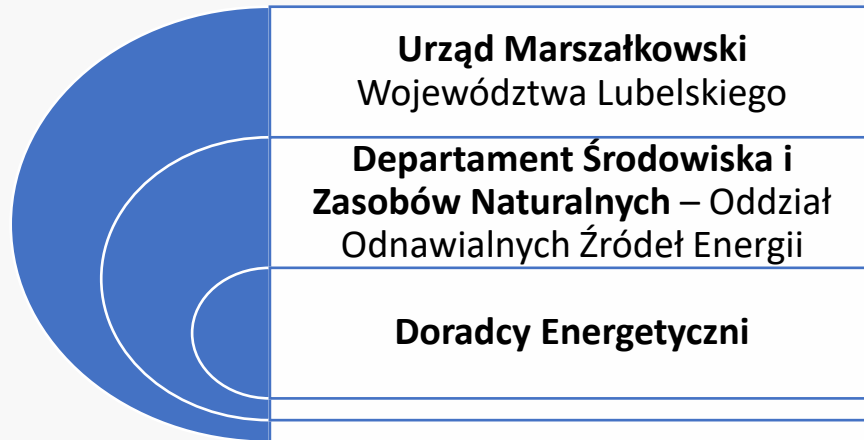 Urząd Marszałkowski
Województwa Lubelskiego
Departament Środowiska i
Zasobów Naturalnych – Oddział
Odnawialnych Źródeł Energii
Doradcy Energetyczni